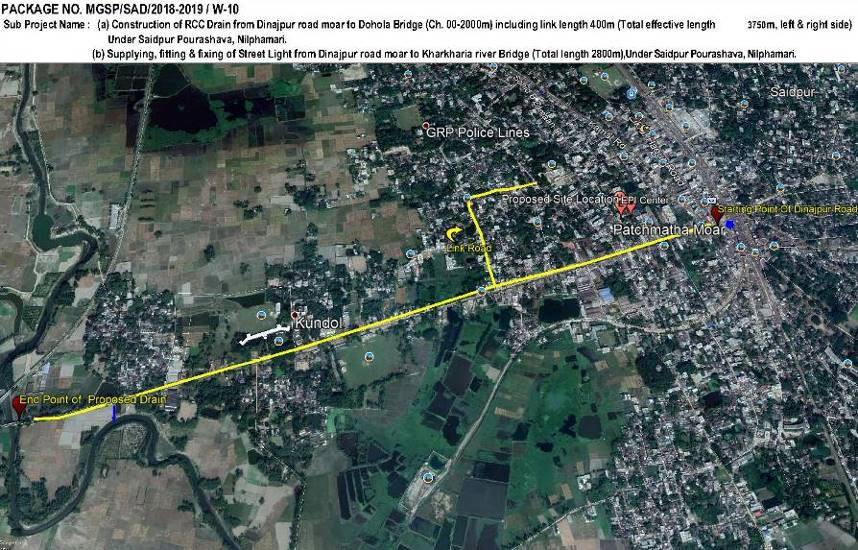 PACKAGE NO. MGSP/SAD/2018-2019 / W-10
Sub Project Name : (a) Construction of RCC Drain from Dinajpur road moar to Dohola Bridge (Ch. 00-2000m) including link length 400m (Total effective length 3750m, left & right side)
Under Saidpur Pourashava, Nilphamari.
(b) Supplying, fitting & fixing of Street Light from Dinajpur road moar to Kharkharia river Bridge (Total length 2800m),Under Saidpur Pourashava, Nilphamari.
Saidpur
GRP Police Lines
Proposed Site Location
EPI Center
Starting Point Of Dinajpur Road
Patchmatha Moar
Link Road
Kundol
End Point of Proposed Drain